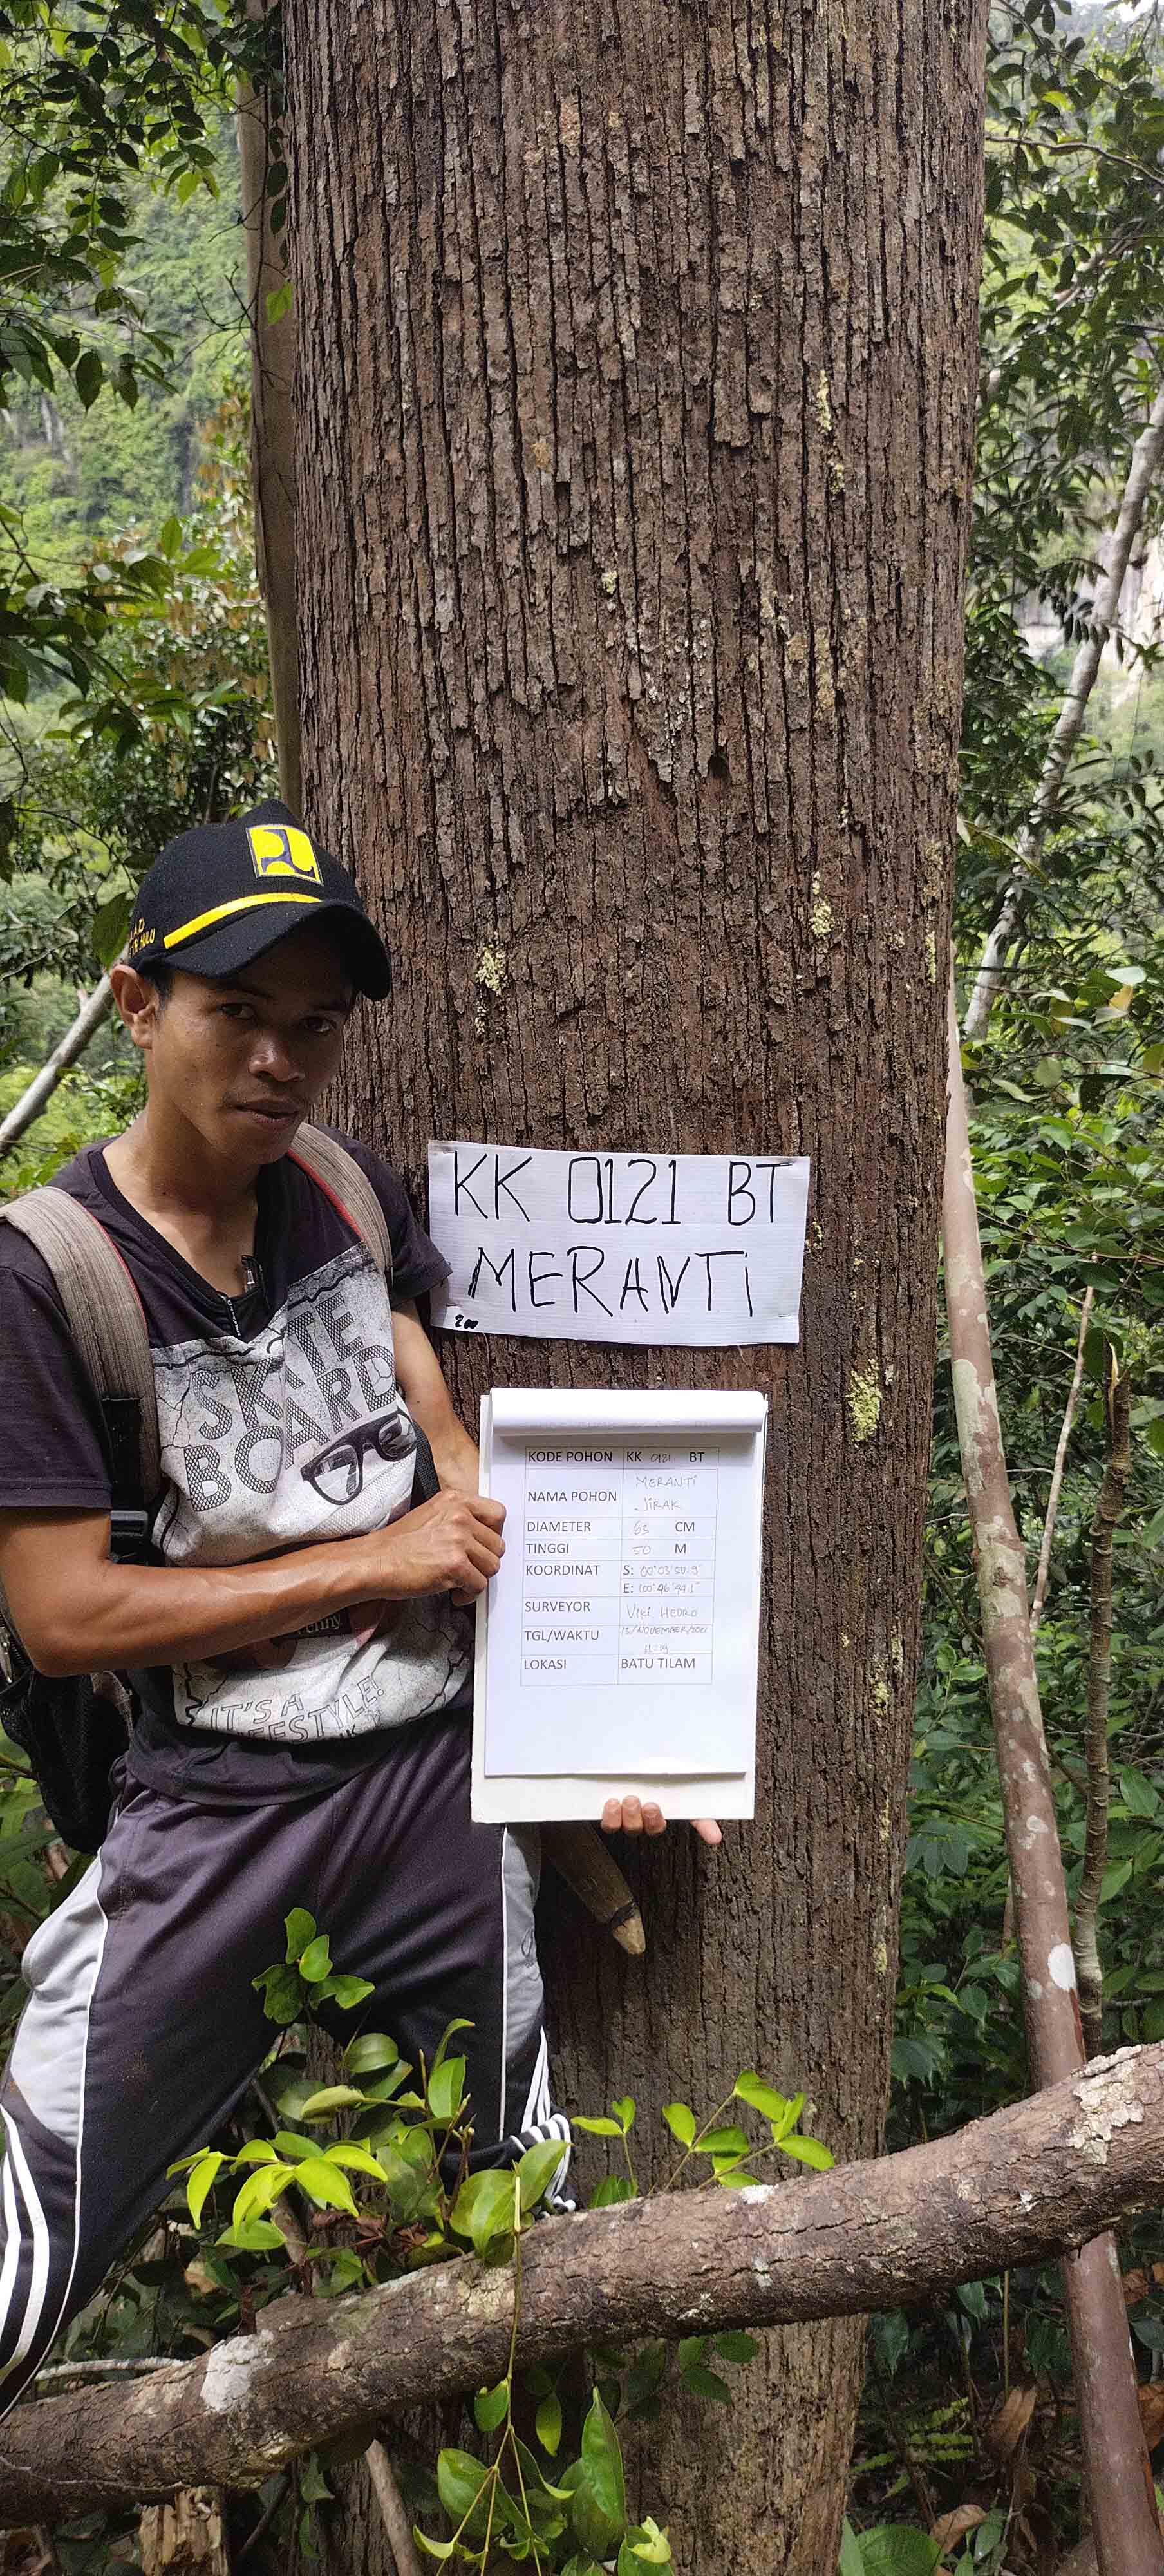 KK 0121 BT
MERANTi
200
SKATE
BOARD
IT'S A
KODE POHON KK 0121 BT
NAMA POHON MERANTi
JiRAK
DIAMETER 63 CM
TINGGI 50 M
KOORDINAT S: 00°03'50.9"
E: 100°46'44.1"
SURVEYOR ViKi HEDRO
TGL/WAKTU 13/NOVEMBER/
11:19
LOKASI BATU TILAM